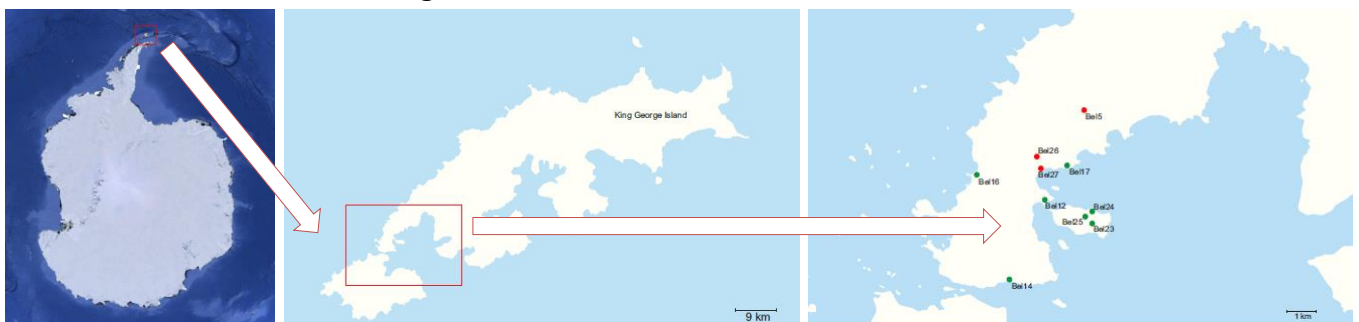 King George Island
9 km
Bel5
Bel26
Bel17
Bel27
Bel16
Bel12
Bel24
Bel25
Bel23
Bel14
1 km